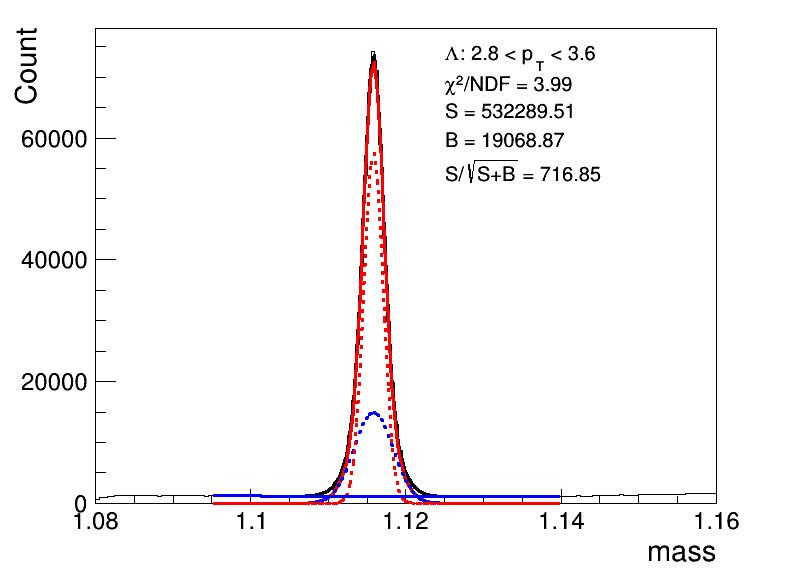 Count
Λ: 2.8 < p_T < 3.6
χ²/NDF = 3.99
S = 532289.51
B = 19068.87
S/√S+B = 716.85
60000
40000
20000
0
1.08 1.1 1.12 1.14 1.16
mass